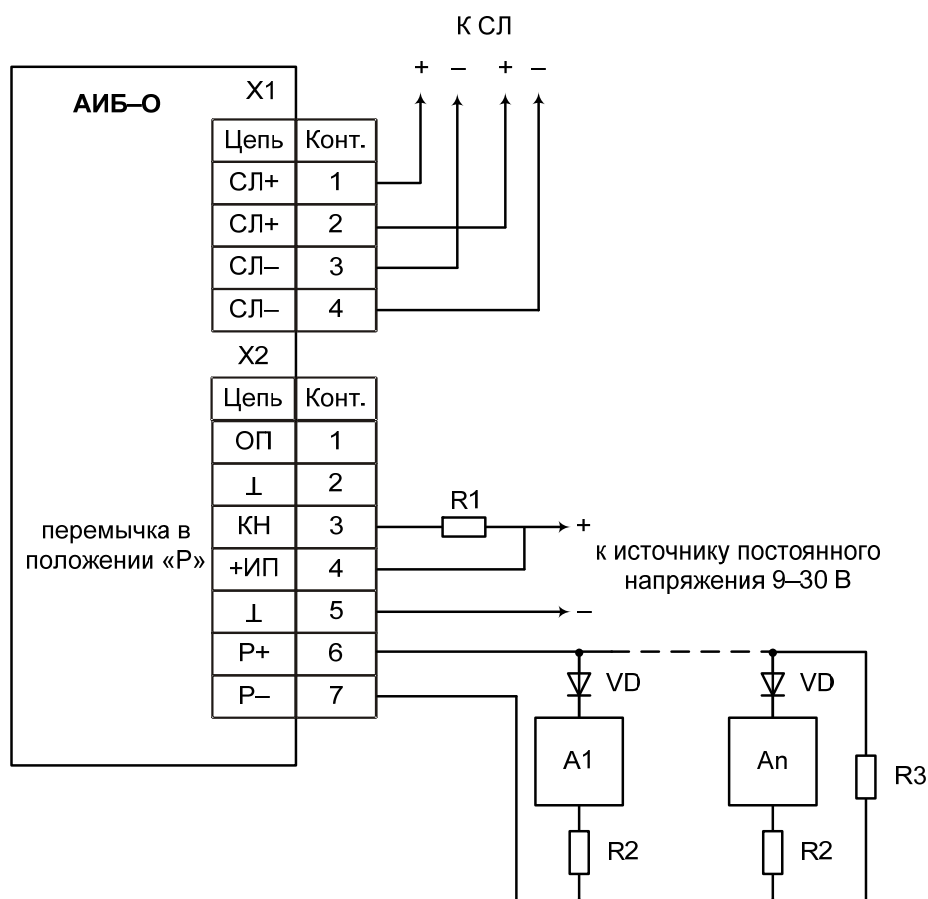 К СЛ
+ – + –
АИБ–О
X1
Цепь Конт.
СЛ+ 1
СЛ+ 2
СЛ– 3
СЛ– 4
X2
Цепь Конт.
ОП 1
⊥ 2
КН 3
+ИП 4
⊥ 5
Р+ 6
Р– 7
перемычка в
положении «Р»
R1
+
к источнику постоянного
напряжения 9–30 В
–
VD VD
A1 An
R3
R2 R2